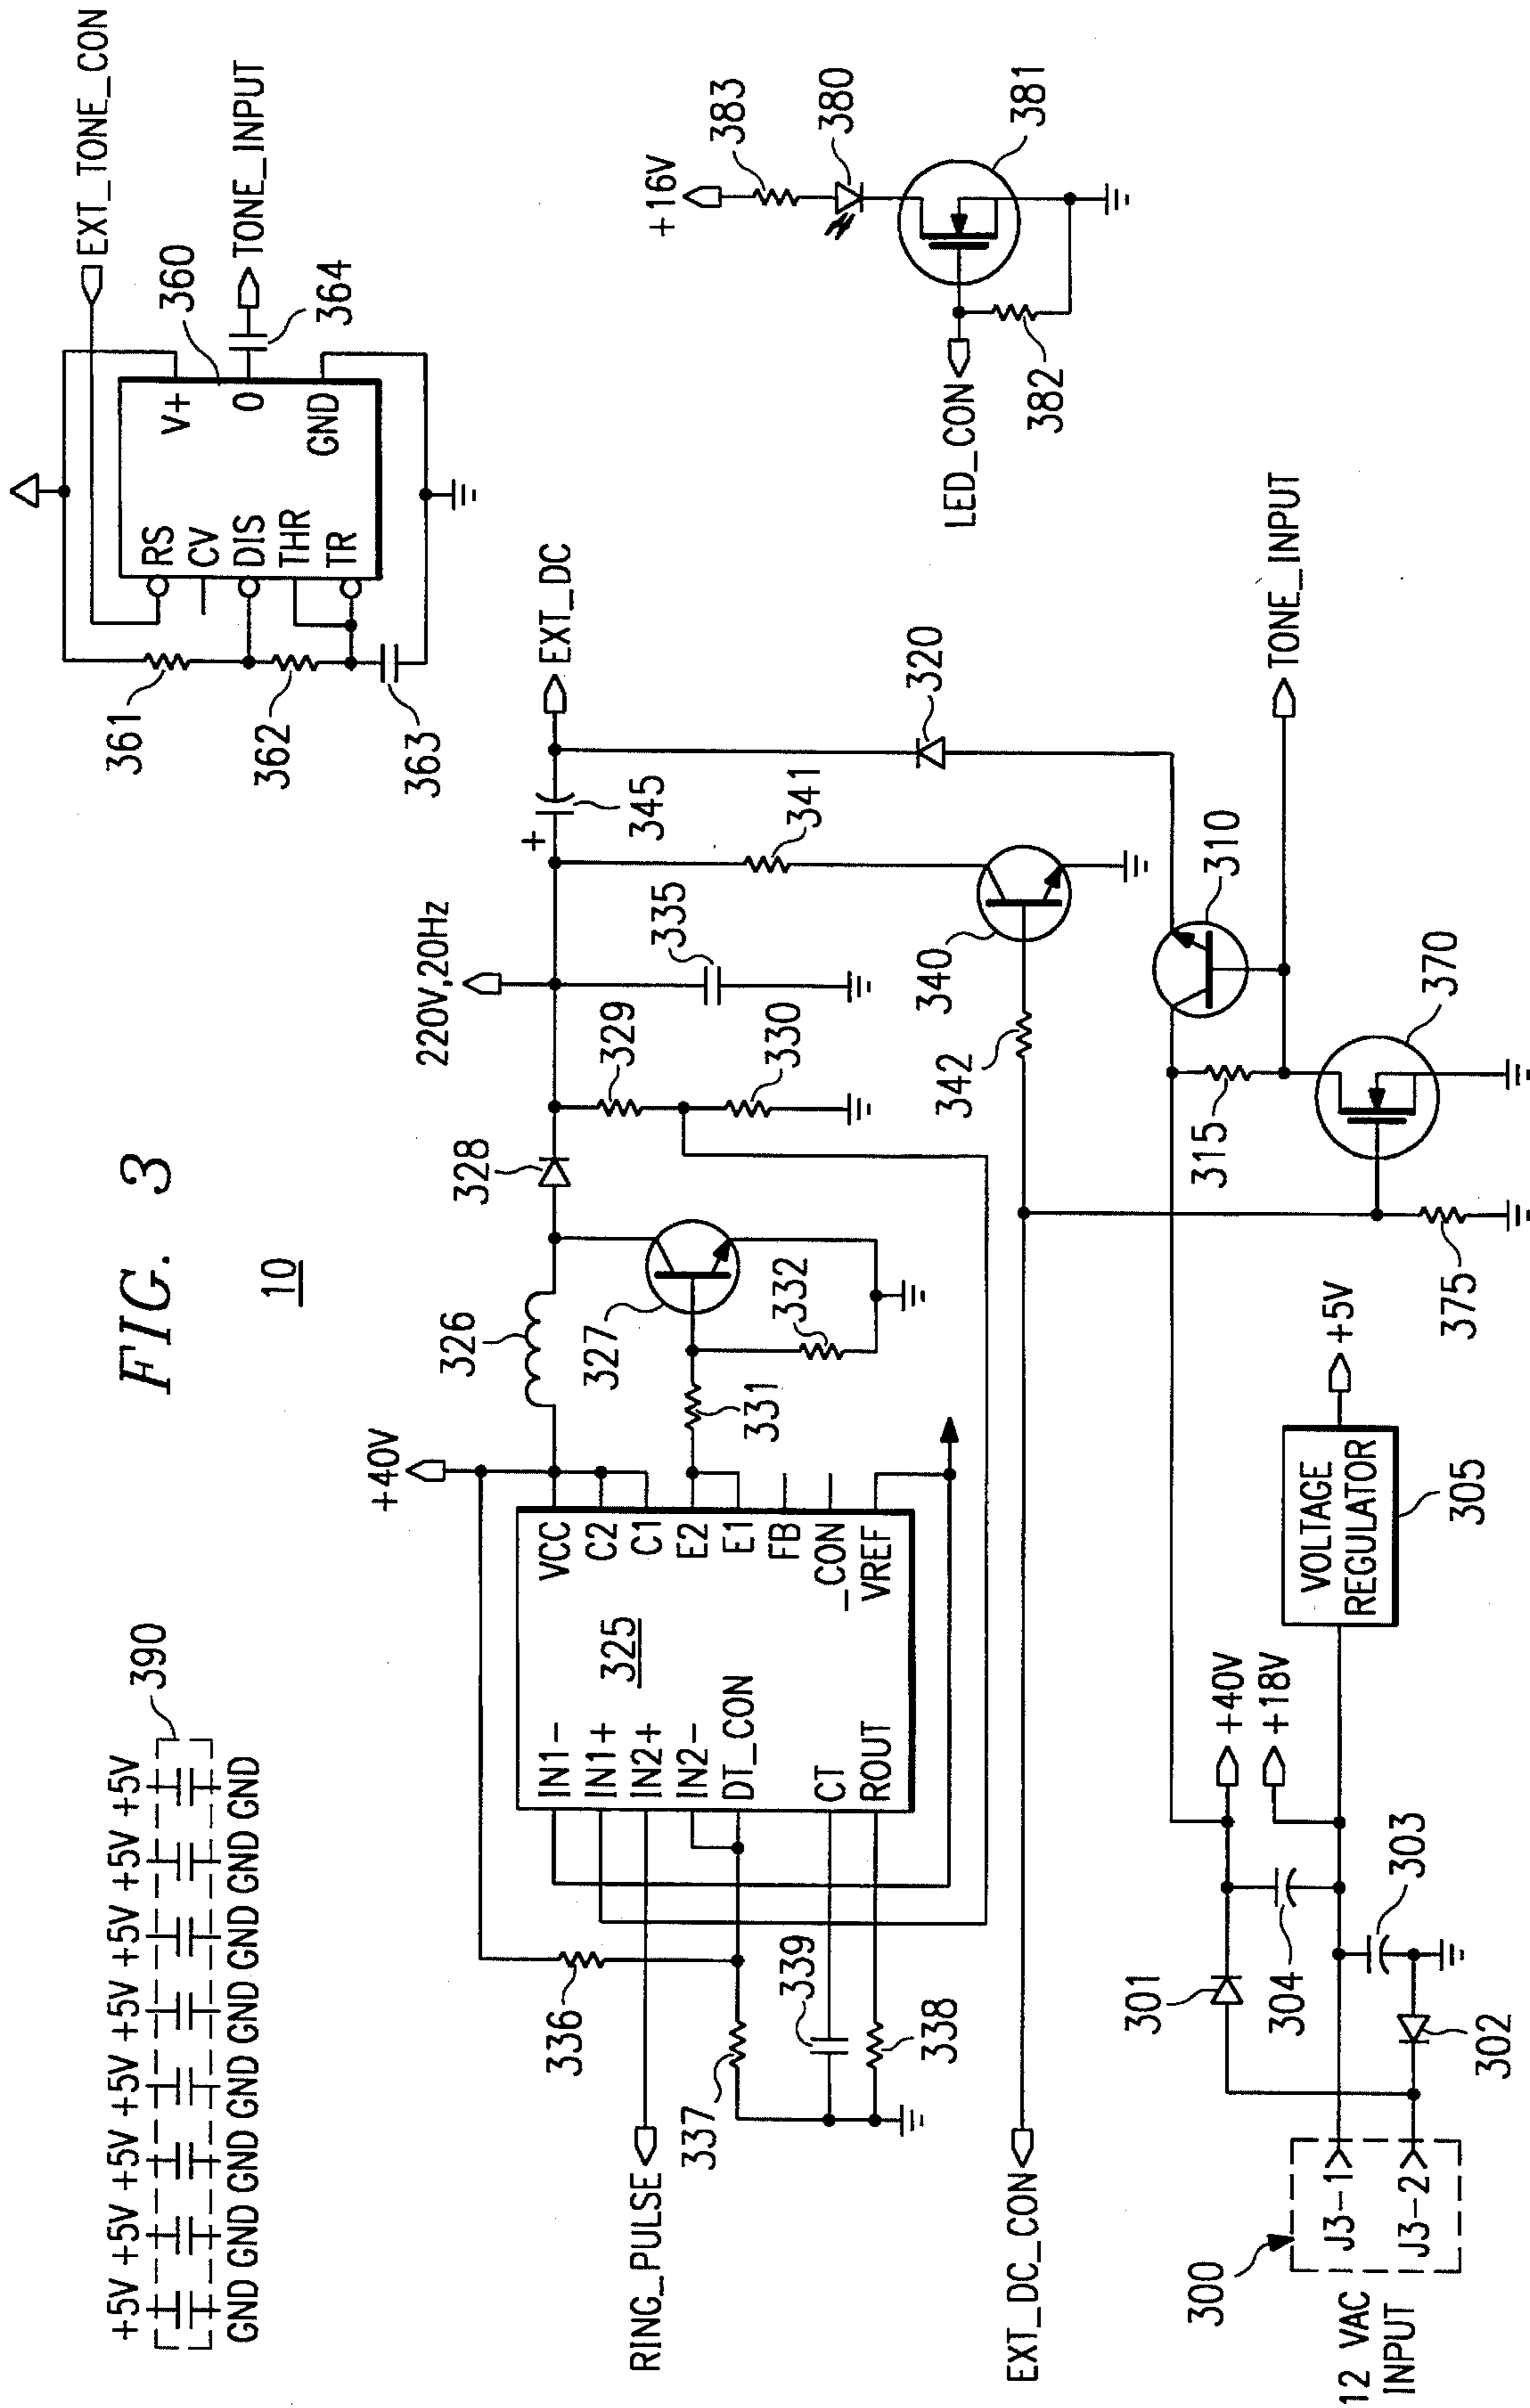 FIG. 3
10
390
+5V +5V +5V +5V +5V +5V +5V +5V
GND GND GND GND GND GND GND GND
EXT_TONE_CON
TONE_INPUT
360
364
V+
O
GND
RS
CV
DIS
THR
TR
361
362
363
+16V
383
380
381
LED_CON
382
+40V
326
328
220V,20Hz
+
345
EXT_DC
329
335
330
341
327
332
331
320
325
IN1-
IN1+
IN2+
IN2-
DT_CON
CT
ROUT
VCC
C2
C1
E2
E1
FB
_CON
VREF
336
337
339
338
RING_PULSE
340
342
310
EXT_DC_CON
TONE_INPUT
315
370
375
+40V
+18V
301
304
303
302
VOLTAGE
REGULATOR
305
+5V
300
J3-1
J3-2
12 VAC
INPUT